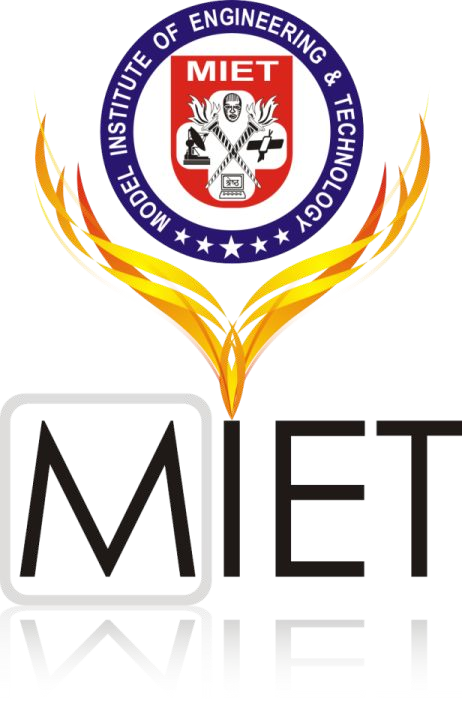 MODEL INSTITUTE OF ENGINEERING & TECHNOLOGY
MIET
श्रेष्ठ
MIET